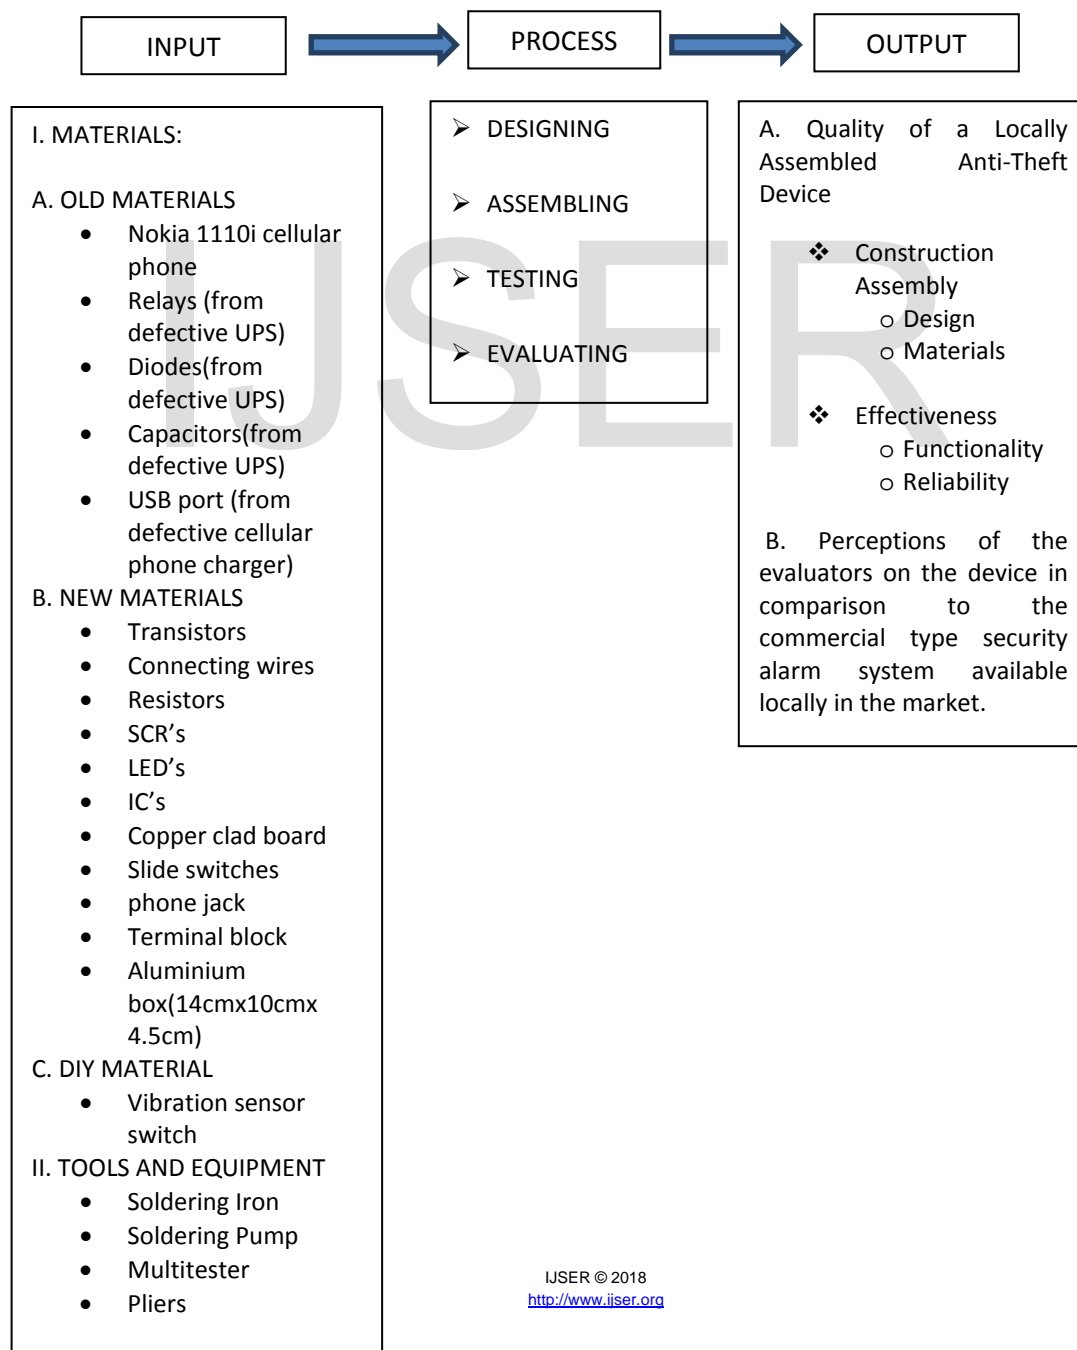 INPUT
PROCESS
OUTPUT
I. MATERIALS:
A. OLD MATERIALS
• Nokia 1110i cellular
phone
• Relays (from
defective UPS)
• Diodes(from
defective UPS)
• Capacitors(from
defective UPS)
• USB port (from
defective cellular
phone charger)
B. NEW MATERIALS
• Transistors
• Connecting wires
• Resistors
• SCR’s
• LED’s
• IC’s
• Copper clad board
• Slide switches
• phone jack
• Terminal block
• Aluminium
box(14cmx10cmx
4.5cm)
C. DIY MATERIAL
• Vibration sensor
switch
II. TOOLS AND EQUIPMENT
• Soldering Iron
• Soldering Pump
• Multitester
• Pliers
➢ DESIGNING
➢ ASSEMBLING
➢ TESTING
➢ EVALUATING
A. Quality of a Locally
Assembled Anti-Theft
Device
❖ Construction
Assembly
o Design
o Materials
❖ Effectiveness
o Functionality
o Reliability
B. Perceptions of the
evaluators on the device in
comparison to the
commercial type security
alarm system available
locally in the market.
IJSER
IJSER © 2018
http://www.ijser.org